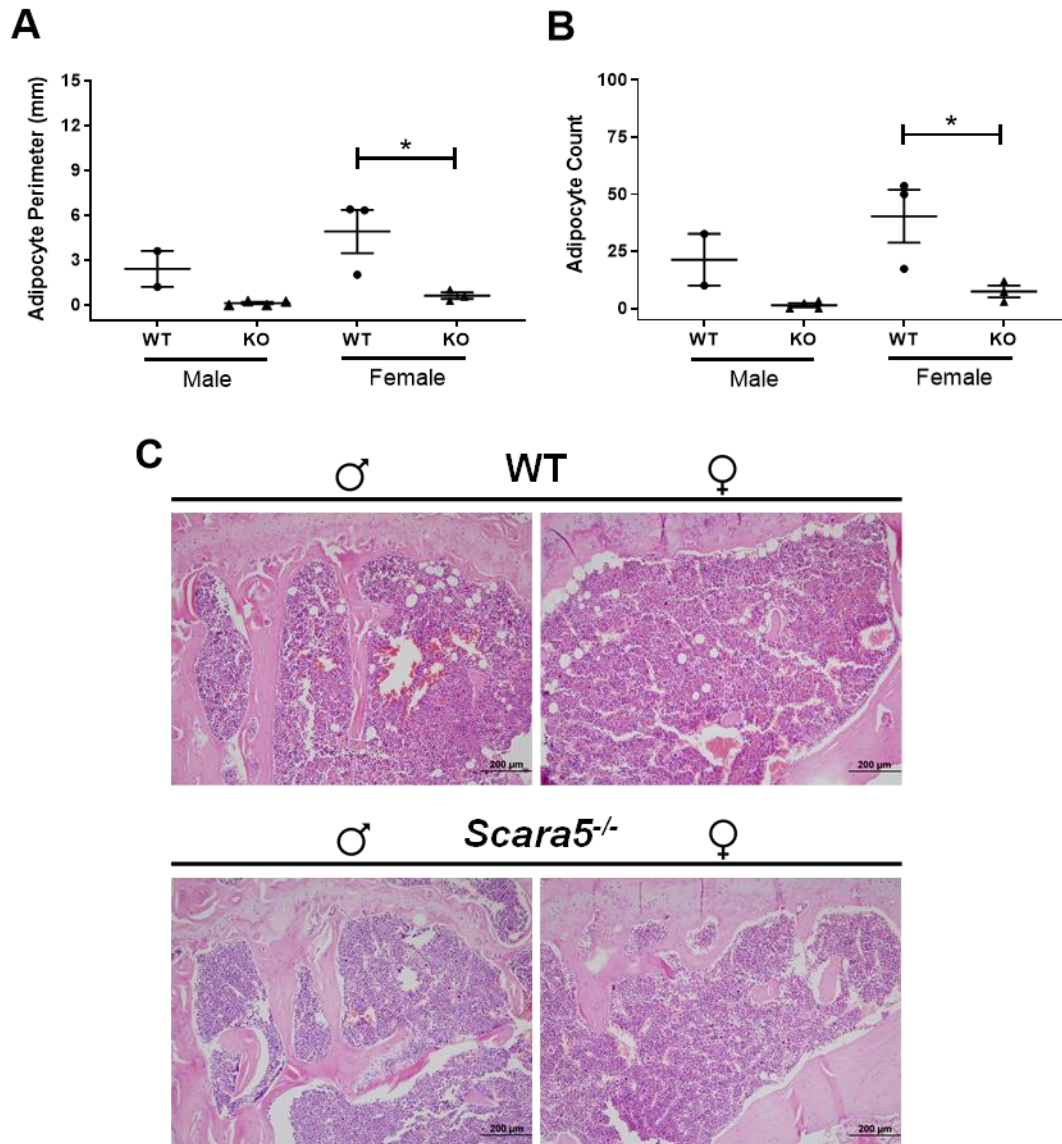 A
Adipocyte Perimeter (mm)
15
12
9
6
3
0
*
WT
KO
WT
KO
Male
Female
B
Adipocyte Count
100
75
50
25
0
*
WT
KO
WT
KO
Male
Female
C
♂ WT ♀
200 µm
200 µm
♂ Scara5-/- ♀
200 µm
200 µm